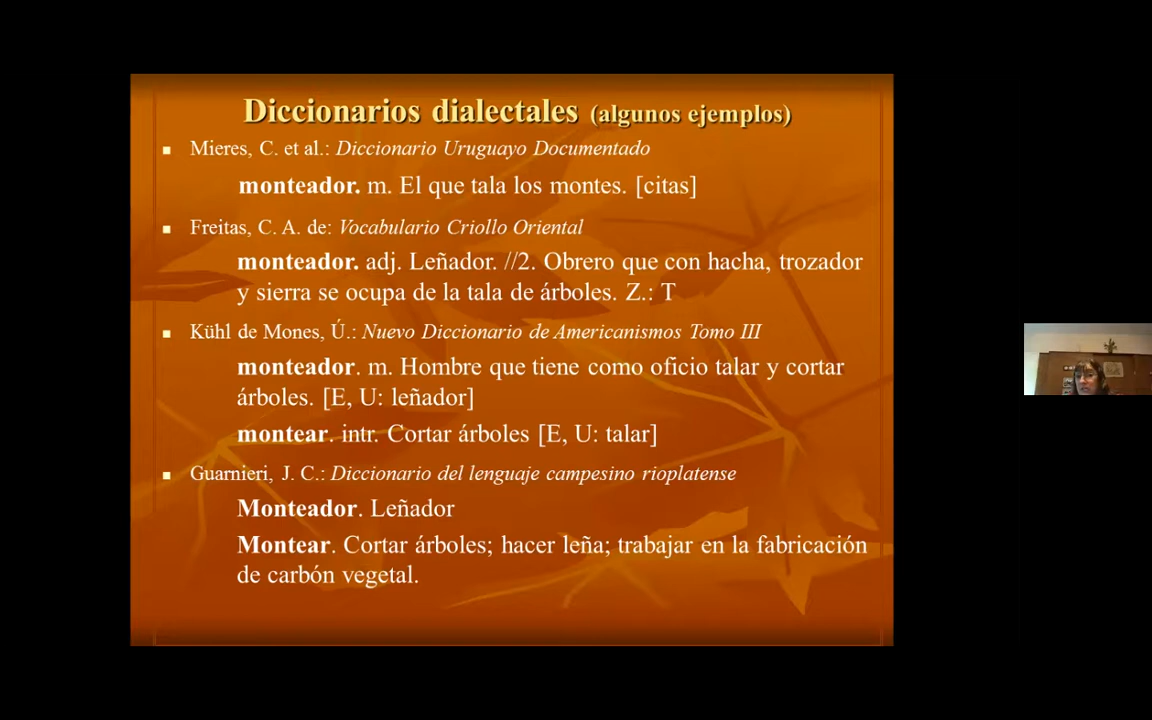 Diccionarios dialectales (algunos ejemplos)
Mieres, C. et al.: Diccionario Uruguayo Documentado
monteador. m. El que tala los montes. [citas]
Freitas, C. A. de: Vocabulario Criollo Oriental
monteador. adj. Leñador. //2. Obrero que con hacha, trozador
y sierra se ocupa de la tala de árboles. Z.: T
Kühl de Mones, Ú.: Nuevo Diccionario de Americanismos Tomo III
monteador. m. Hombre que tiene como oficio talar y cortar
árboles. [E, U: leñador]
montear. intr. Cortar árboles [E, U: talar]
Guarnieri, J. C.: Diccionario del lenguaje campesino rioplatense
Monteador. Leñador
Montear. Cortar árboles; hacer leña; trabajar en la fabricación
de carbón vegetal.